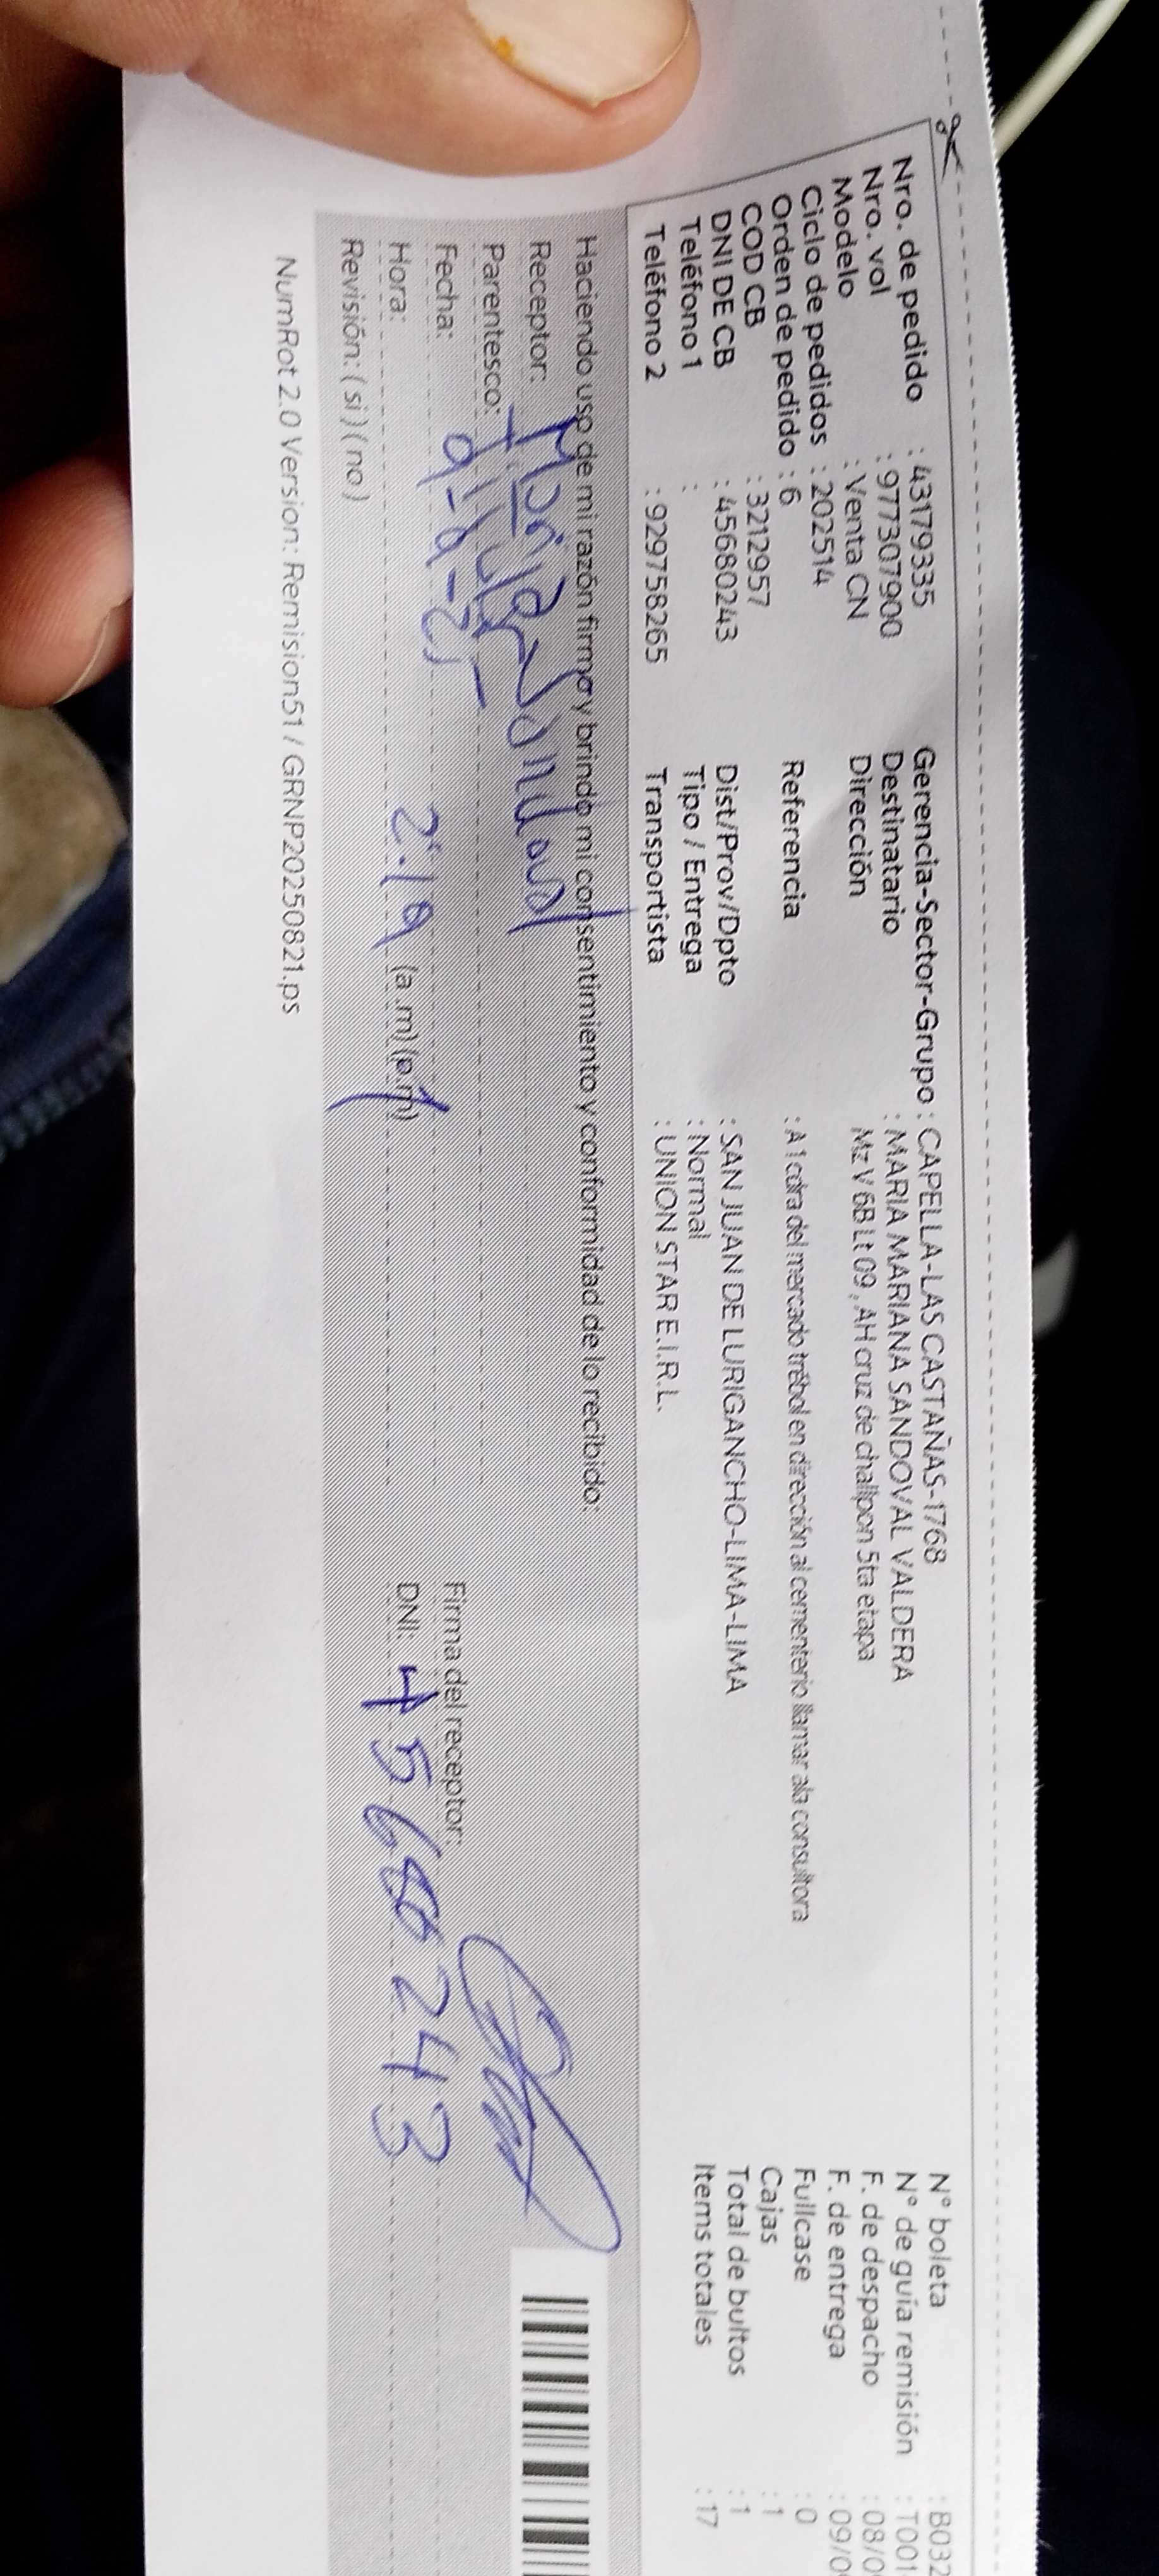 Nro. de pedido : 43179335
Nro. vol : 977307900
Modelo : Venta CN
Ciclo de pedidos : 202514
Orden de pedido : 6
COD CB : 3212957
DNI DE CB : 45680243
Teléfono 1 :
Teléfono 2 : 929758265
Gerencia-Sector-Grupo : CAPELLA-LAS CASTAÑAS-1768
Destinatario : MARIA MARIANA SANDOVAL VALDERA
Dirección Mz V 6B Lt 09 , AH cruz de challpon 5ta etapa
Referencia : A 1 cdra del mercado trébol en dirección al cementerio llamar ala consultora
Dist/Prov/Dpto : SAN JUAN DE LURIGANCHO-LIMA-LIMA
Tipo / Entrega : Normal
Transportista : UNION STAR E.I.R.L.
N° boleta : B032
N° de guía remisión : T001
F. de despacho : 08/0
F. de entrega : 09/0
Fullcase : 0
Cajas : 1
Total de bultos : 1
Items totales : 17
Haciendo uso de mi razón firmo y brindo mi consentimiento y conformidad de lo recibido:
Receptor: Maria Sandoval
Parentesco: titular
Fecha: 9-9-25
Hora: 2:19 (a.m) (p.m)
Revisión: ( si ) ( no )
Firma del receptor:
DNI: 45680243
NumRot 2.0 Version: Remision51 / GRNP20250821.ps